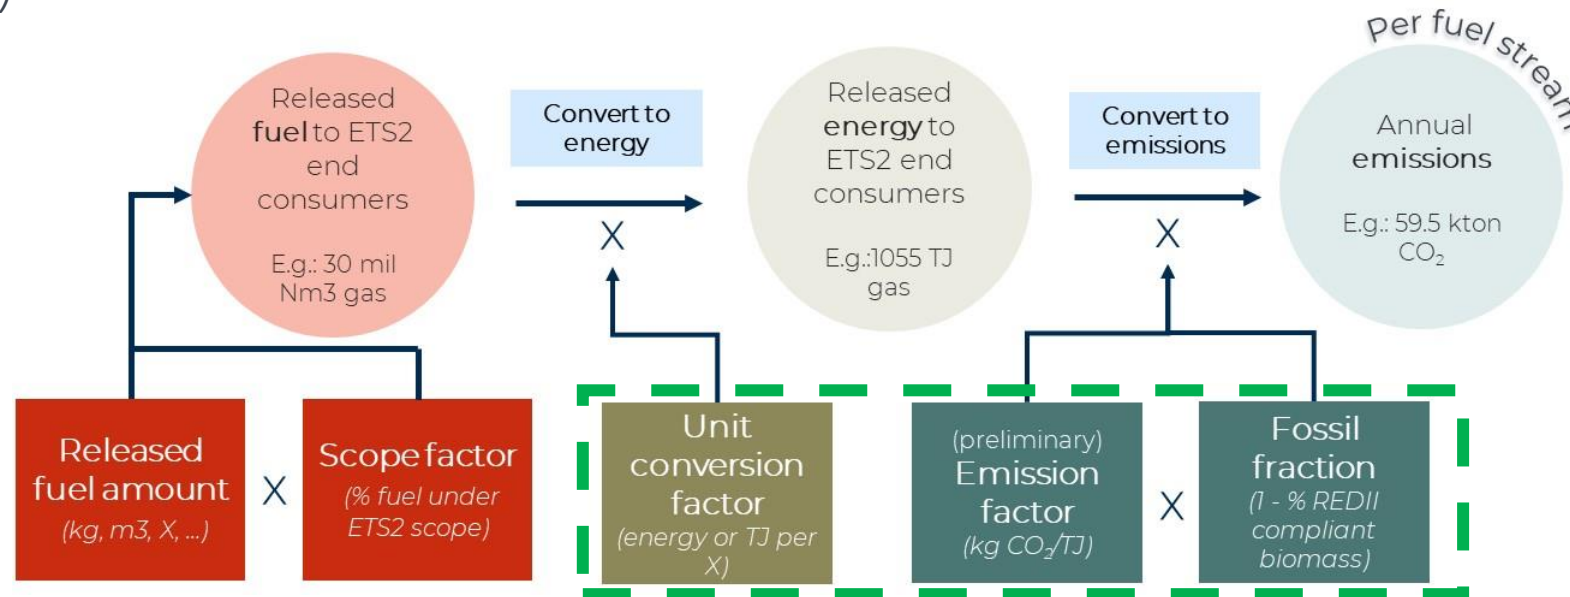 )
Per fuel stream
Released
fuel to ETS2
end
consumers
E.g.: 30 mil
Nm3 gas
Convert to
energy
X
Released
energy to
ETS2 end
consumers
E.g.:1055 TJ
gas
Convert to
emissions
X
Annual
emissions
E.g.: 59.5 kton
CO₂
Released
fuel amount
(kg, m3, X, ...)
X
Scope factor
(% fuel under
ETS2 scope)
Unit
conversion
factor
(energy or TJ per
X)
(preliminary)
Emission
factor
(kg CO₂/TJ)
X
Fossil
fraction
(1 - % REDII
compliant
biomass)